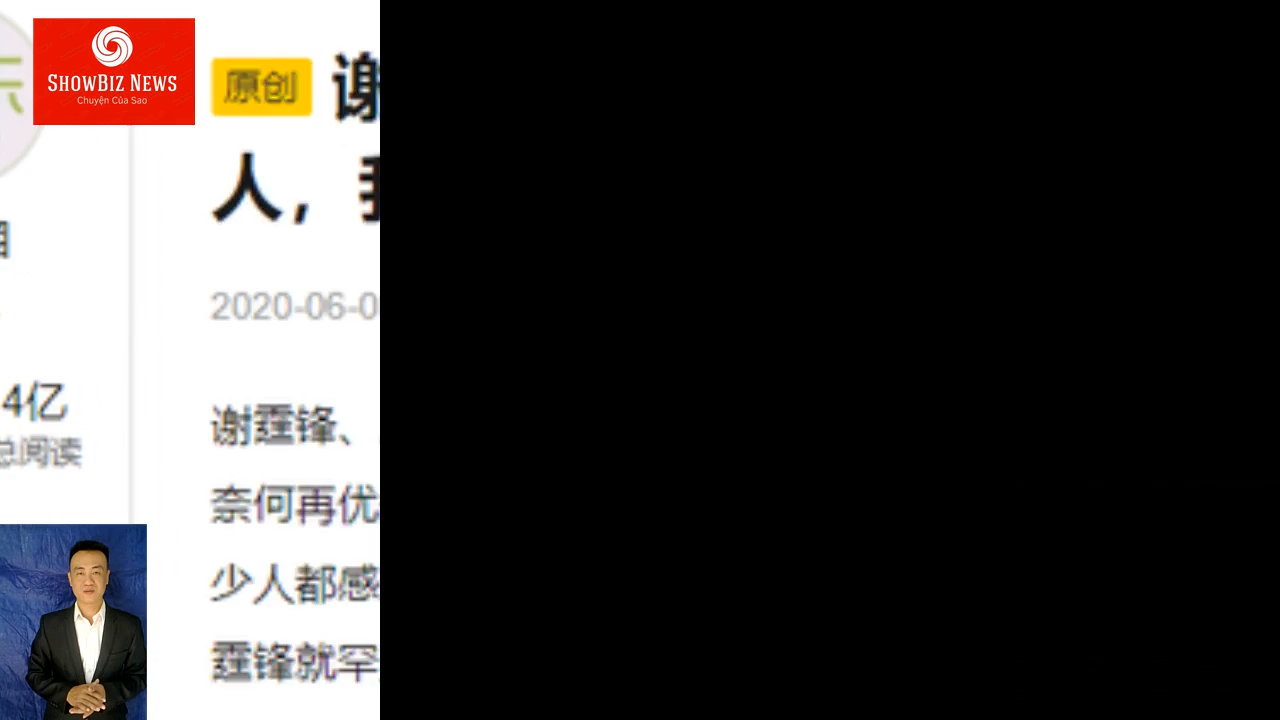 SHOWBIZ NEWS
Chuyện Của Sao
原创 谢
人，
2020-06-0
4亿
总阅读
谢霆锋、
奈何再优
少人都感
霆锋就罕